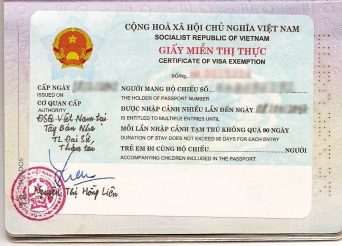 CỘNG HOÀ XÃ HỘI CHỦ NGHĨA VIỆT NAM
SOCIALIST REPUBLIC OF VIETNAM
GIẤY MIỄN THỊ THỰC
CERTIFICATE OF VISA EXEMPTION
SỐ/No
CẤP NGÀY
ISSUED ON
CƠ QUAN CẤP
AUTHORITY
ĐSQ Việt Nam tại
Tây Ban Nha
TL Đại Sứ,
NGƯỜI MANG HỘ CHIẾU SỐ
THE HOLDER OF PASSPORT NUMBER
ĐƯỢC NHẬP CẢNH NHIỀU LẦN ĐẾN NGÀY
IS ENTITLED TO MULTIPLE ENTRIES UNTIL
MỖI LẦN NHẬP CẢNH TẠM TRÚ KHÔNG QUÁ 90 NGÀY
DURATION OF STAY DOES NOT EXCEED 90 DAYS FOR EACH ENTRY
TRẺ EM ĐI CÙNG HỘ CHIẾU
ACCOMPANYING CHILDREN INCLUDED IN THE PASSPORT
Nguyễn Thị Hồng Liên